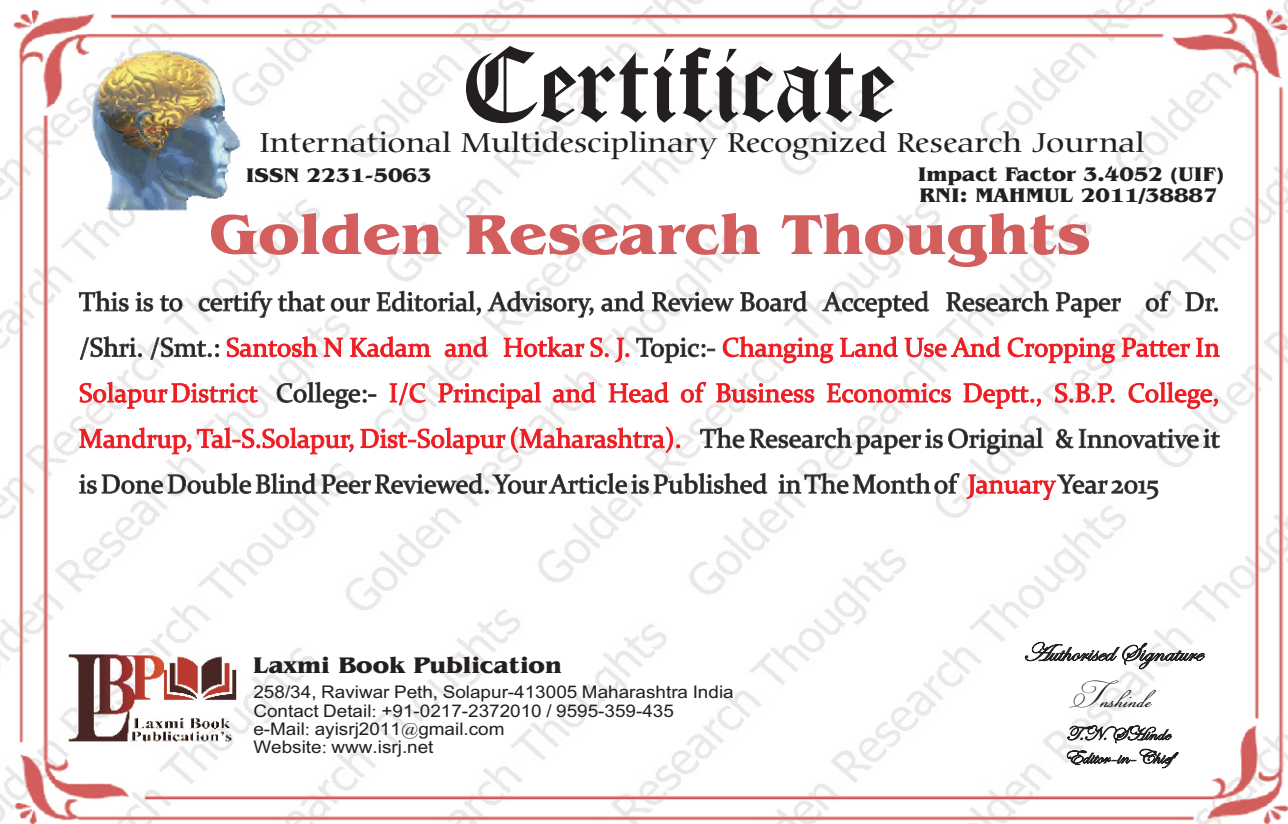 Certificate
International Multidesciplinary Recognized Research Journal
ISSN 2231-5063
Impact Factor 3.4052 (UIF)
RNI: MAHMUL 2011/38887
Golden Research Thoughts
This is to certify that our Editorial, Advisory, and Review Board Accepted Research Paper of Dr.
/Shri. /Smt.: Santosh N Kadam and Hotkar S. J. Topic:- Changing Land Use And Cropping Patter In
Solapur District College:- I/C Principal and Head of Business Economics Deptt., S.B.P. College,
Mandrup, Tal-S.Solapur, Dist-Solapur (Maharashtra). The Research paper is Original & Innovative it
is Done Double Blind Peer Reviewed. Your Article is Published in The Month of January Year 2015
LBP
Laxmi Book
Publication's
Laxmi Book Publication
258/34, Raviwar Peth, Solapur-413005 Maharashtra India
Contact Detail: +91-0217-2372010 / 9595-359-435
e-Mail: ayisrj2011@gmail.com
Website: www.isrj.net
Authorised Signature
Tnshinde
T.N. SHinde
Editor-in-Chief